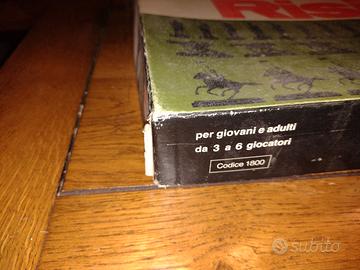 Ris
per giovani e adulti
da 3 a 6 giocatori
Codice 1800
subito